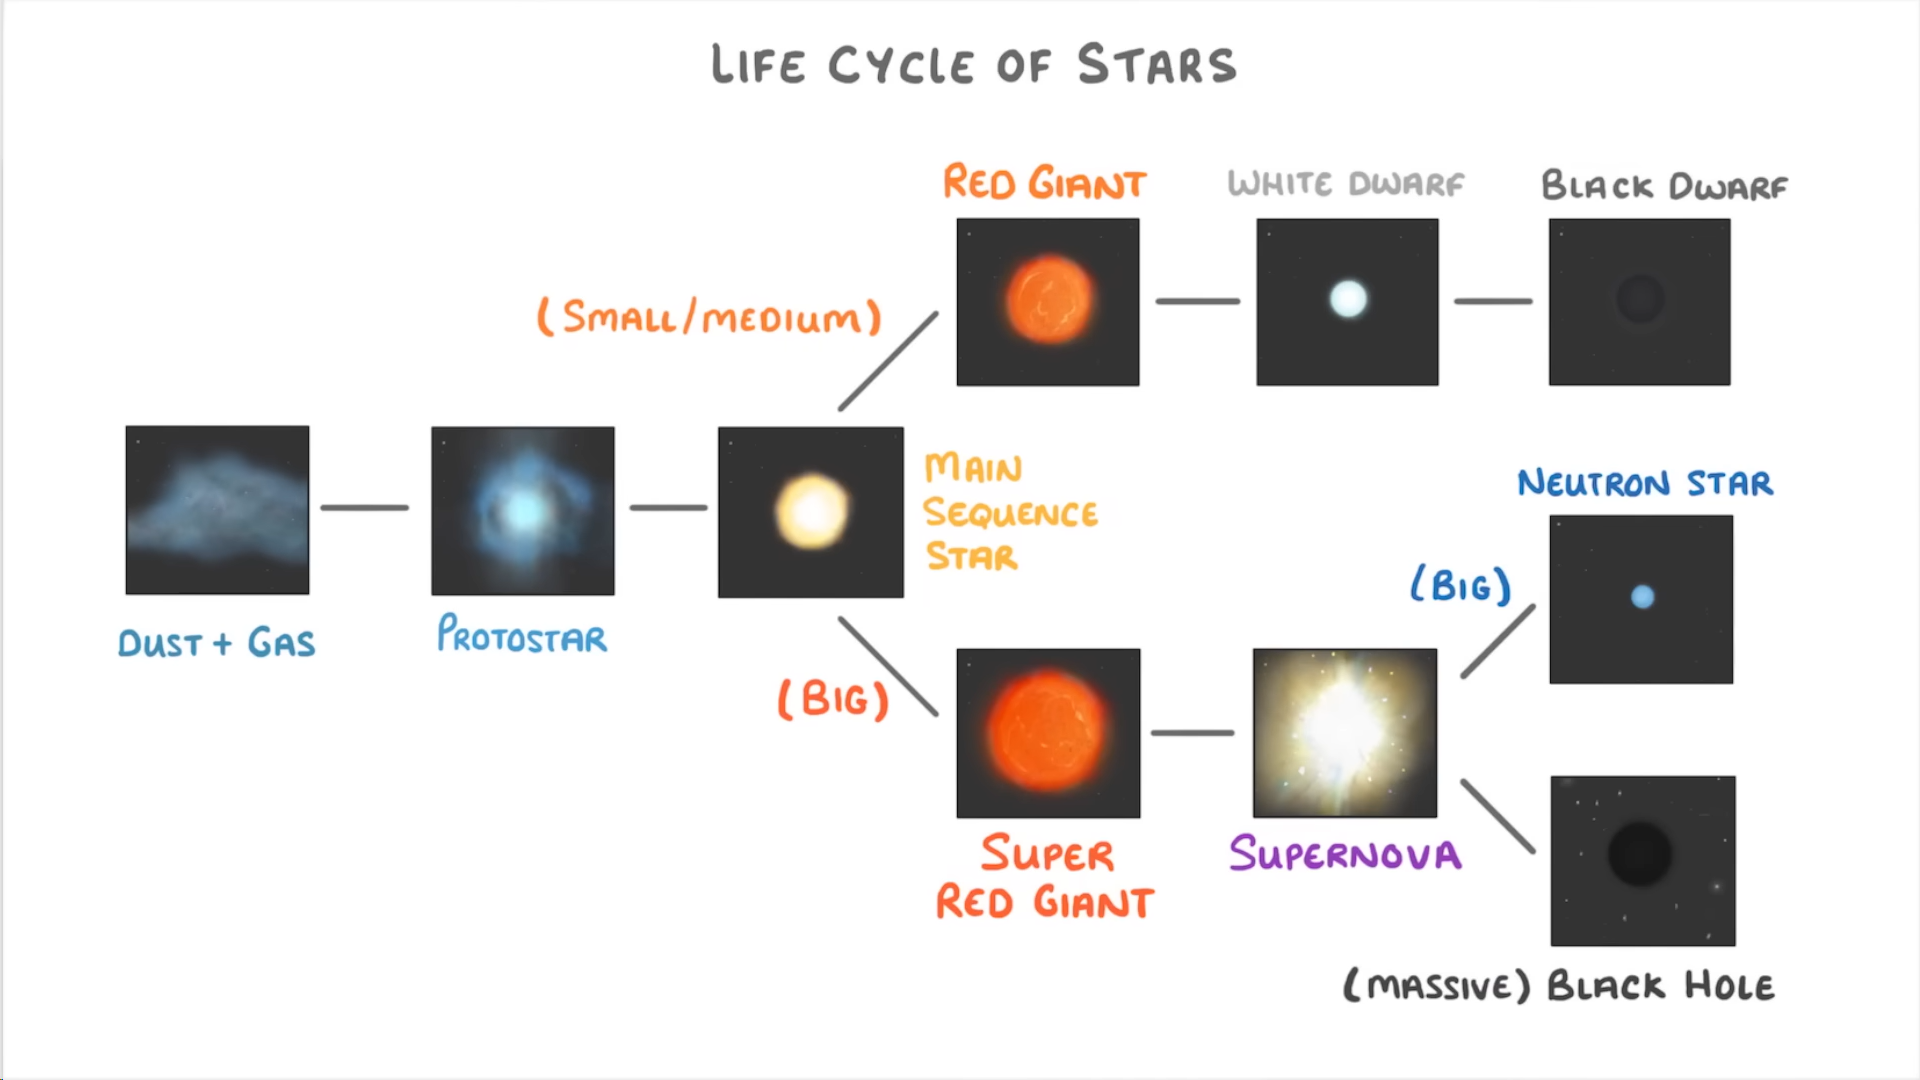 LIFE CYCLE OF STARS
RED GIANT
WHITE DWARF
BLACK DWARF
(SMALL/MEDIUM)
DUST + GAS
PROTOSTAR
MAIN
SEQUENCE
STAR
(BIG)
SUPER
RED GIANT
SUPERNOVA
(BIG)
NEUTRON STAR
(MASSIVE) BLACK HOLE